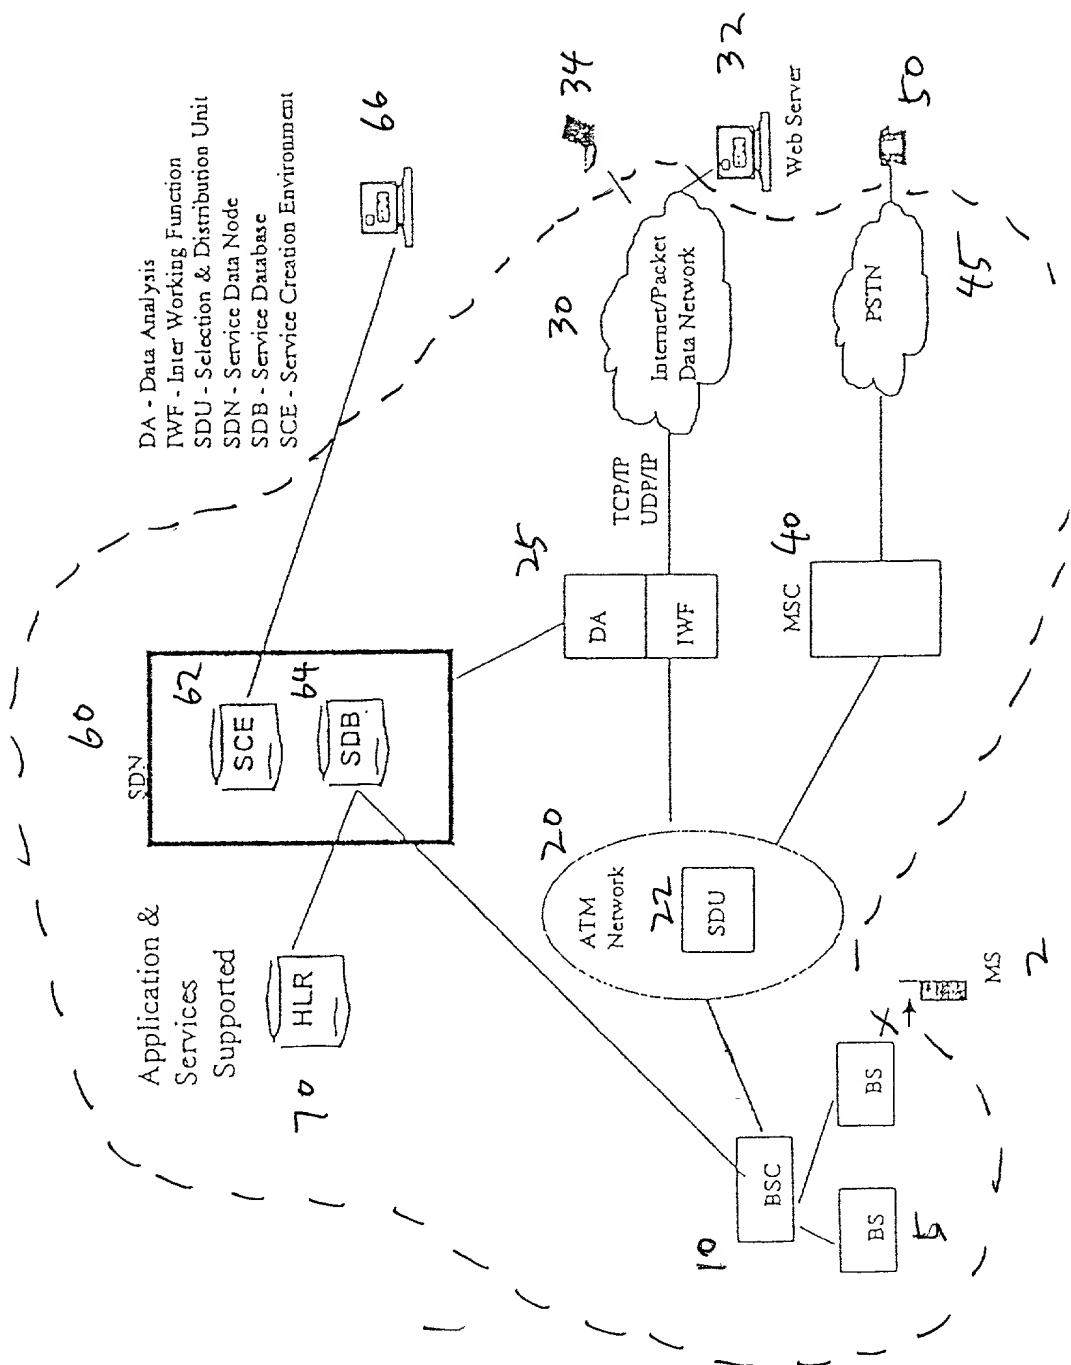 DA - Data Analysis
IWF - Inter Working Function
SDU - Selection & Distribution Unit
SDN - Service Data Node
SDB - Service Database
SCE - Service Creation Environment
66
60
SDN
62
SCE
64
SDB
Application &
Services
Supported
HLR
70
34
32
Web Server
30
Internet/Packet
Data Network
TCP/IP
UDP/IP
25
DA
IWF
50
45
PSTN
40
MSC
20
ATM
Network
22
SDU
10
BSC
BS
BS
5
X
MS
2